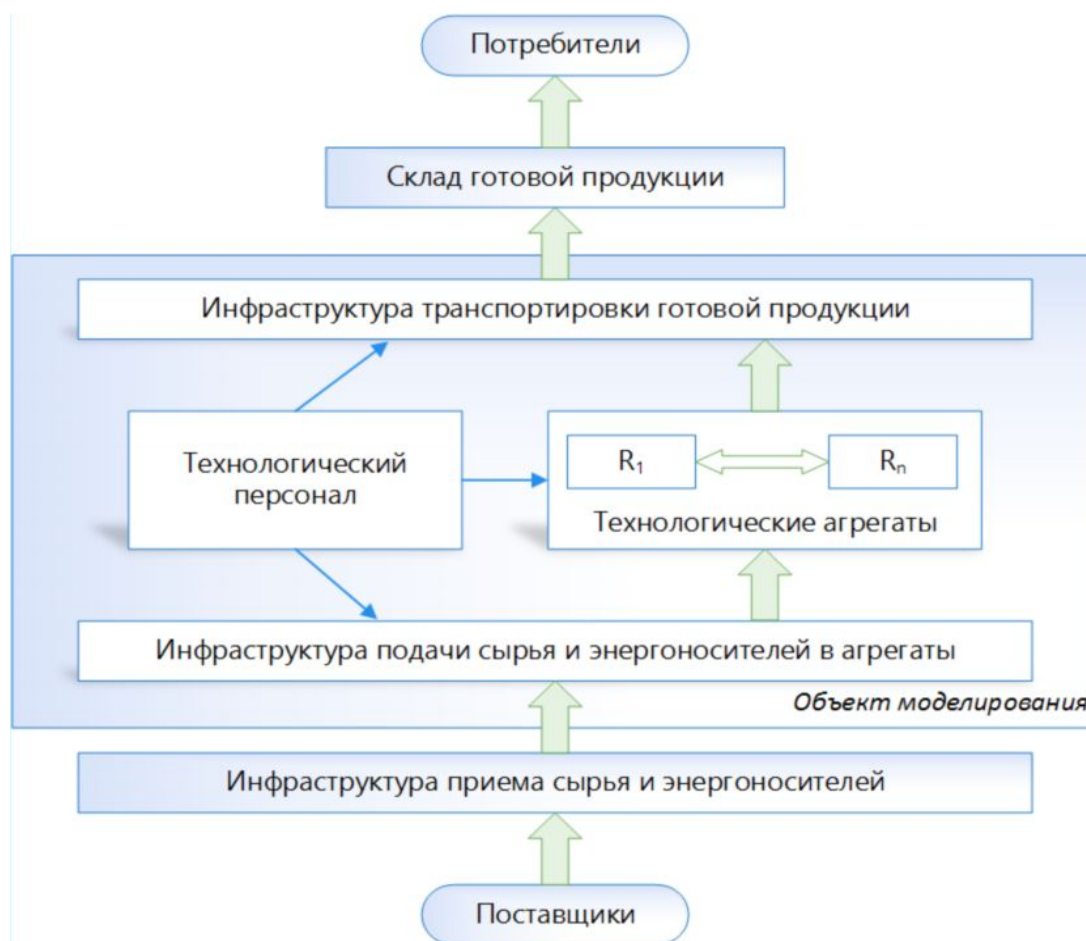 Потребители
Склад готовой продукции
Инфраструктура транспортировки готовой продукции
Технологический
персонал
R₁
Rₙ
Технологические агрегаты
Инфраструктура подачи сырья и энергоносителей в агрегаты
Объект моделирования
Инфраструктура приема сырья и энергоносителей
Поставщики